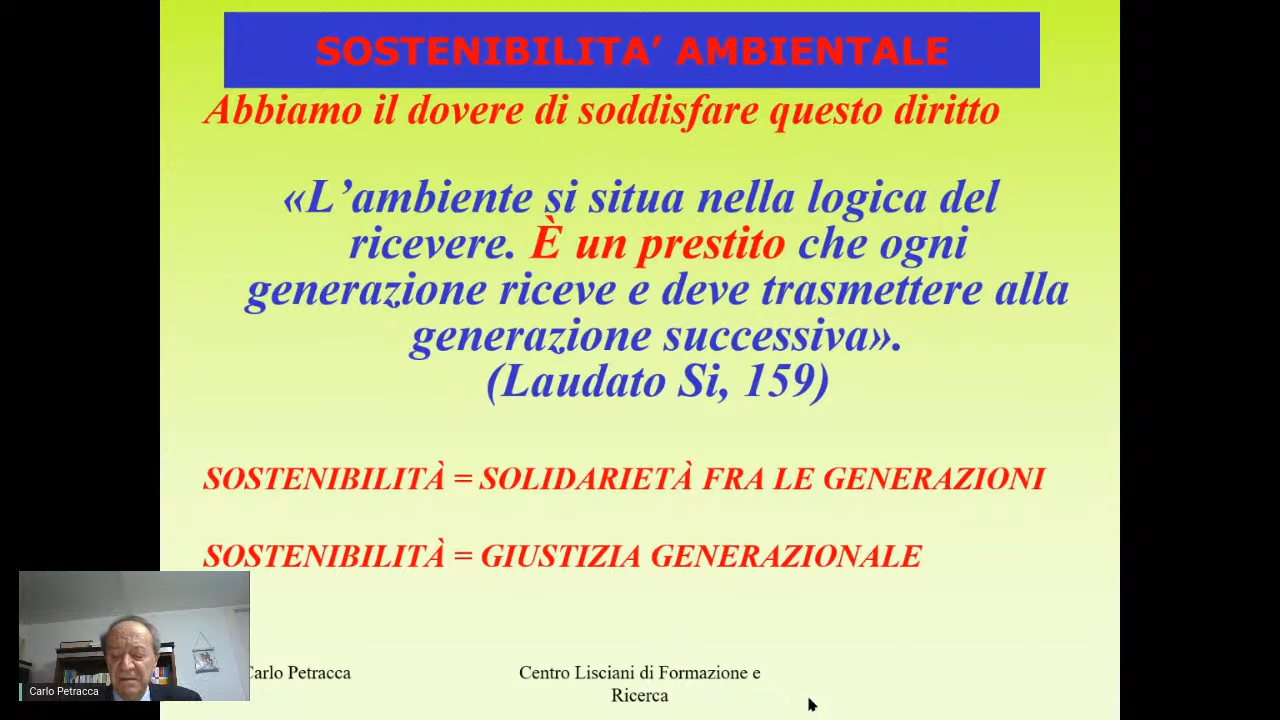 SOSTENIBILITA’ AMBIENTALE
Abbiamo il dovere di soddisfare questo diritto
«L’ambiente si situa nella logica del
ricevere. È un prestito che ogni
generazione riceve e deve trasmettere alla
generazione successiva».
(Laudato Si, 159)
SOSTENIBILITÀ = SOLIDARIETÀ FRA LE GENERAZIONI
SOSTENIBILITÀ = GIUSTIZIA GENERAZIONALE
Carlo Petracca
Centro Lisciani di Formazione e
Ricerca
Carlo Petracca